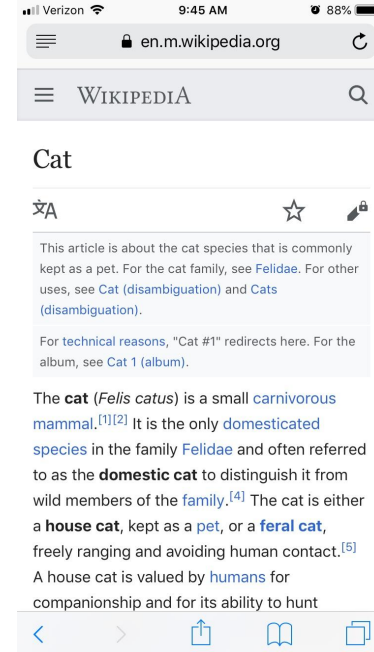 Verizon 9:45 AM 88%
en.m.wikipedia.org
WIKIPEDIA
Cat
文A
This article is about the cat species that is commonly
kept as a pet. For the cat family, see Felidae. For other
uses, see Cat (disambiguation) and Cats
(disambiguation).
For technical reasons, "Cat #1" redirects here. For the
album, see Cat 1 (album).
The cat (Felis catus) is a small carnivorous
mammal.[1][2] It is the only domesticated
species in the family Felidae and often referred
to as the domestic cat to distinguish it from
wild members of the family.[4] The cat is either
a house cat, kept as a pet, or a feral cat,
freely ranging and avoiding human contact.[5]
A house cat is valued by humans for
companionship and for its ability to hunt